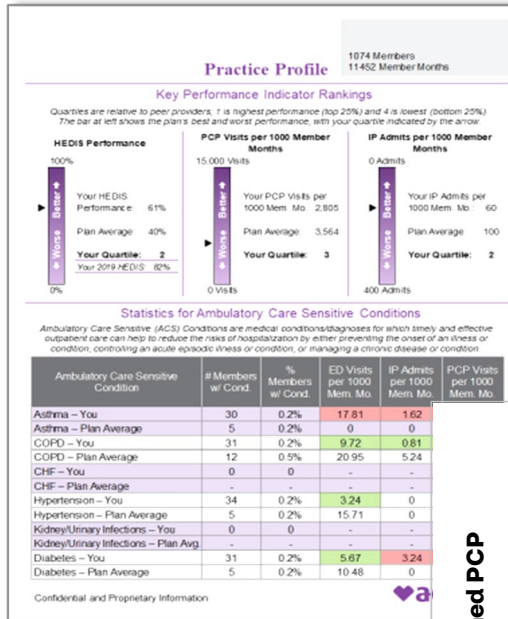 1074 Members
11452 Member Months
Practice Profile
Key Performance Indicator Rankings
Quartiles are relative to peer providers, 1 is highest performance (top 25%) and 4 is lowest (bottom 25%)
The bar at left shows the plan's best and worst performance, with your quartile indicated by the arrow
HEDIS Performance
100%
Better
Worse
Your HEDIS
Performance: 61%
Plan Average: 40%
Your Quartile: 2
Your 2019 HEDIS: 82%
0%
PCP Visits per 1000 Member
Months
15,000 Visits
Better
Worse
Your PCP Visits per
1000 Mem. Mo.: 2,805
Plan Average: 3,564
Your Quartile: 3
0 Visits
IP Admits per 1000 Member
Months
0 Admits
Better
Worse
Your IP Admits per
1000 Mem. Mo.: 60
Plan Average: 100
Your Quartile: 2
400 Admits
Statistics for Ambulatory Care Sensitive Conditions
Ambulatory Care Sensitive (ACS) Conditions are medical conditions/diagnoses for which timely and effective
outpatient care can help to reduce the risks of hospitalization by either preventing the onset of an illness or
condition, controlling an acute episodic illness or condition, or managing a chronic disease or condition
Ambulatory Care Sensitive Condition # Members w/ Cond. % Members w/ Cond. ED Visits per 1000 Mem. Mo. IP Admits per 1000 Mem. Mo. PCP Visits per 1000 Mem. Mo.
Asthma – You 30 0.2% 17.81 1.62
Asthma – Plan Average 5 0.2% 0 0
COPD – You 31 0.2% 9.72 0.81
COPD – Plan Average 12 0.5% 20.95 5.24
CHF – You 0 0 - -
CHF – Plan Average - - - -
Hypertension – You 34 0.2% 3.24 0
Hypertension – Plan Average 5 0.2% 15.71 0
Kidney/Urinary Infections – You 0 0 - -
Kidney/Urinary Infections – Plan Avg. - - - -
Diabetes – You 31 0.2% 5.67 3.24
Diabetes – Plan Average 5 0.2% 10.48 0
Confidential and Proprietary Information
ed PCP